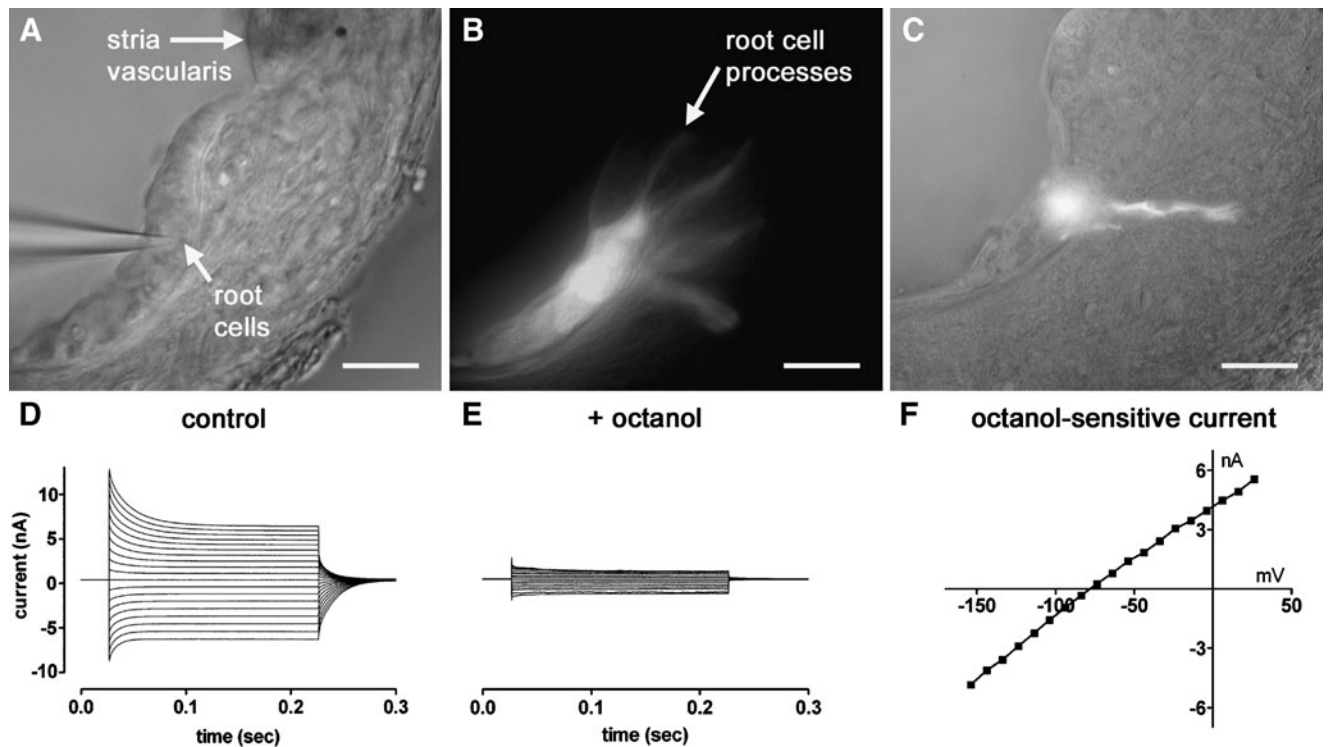 A
stria
vascularis
root
cells
B
root cell
processes
C
D
control
current (nA)
10
5
0
-5
-10
0.0
0.1
0.2
0.3
time (sec)
E
+ octanol
0.0
0.1
0.2
0.3
time (sec)
F
octanol-sensitive current
nA
6
3
mV
-150
-100
-50
50
-3
-6